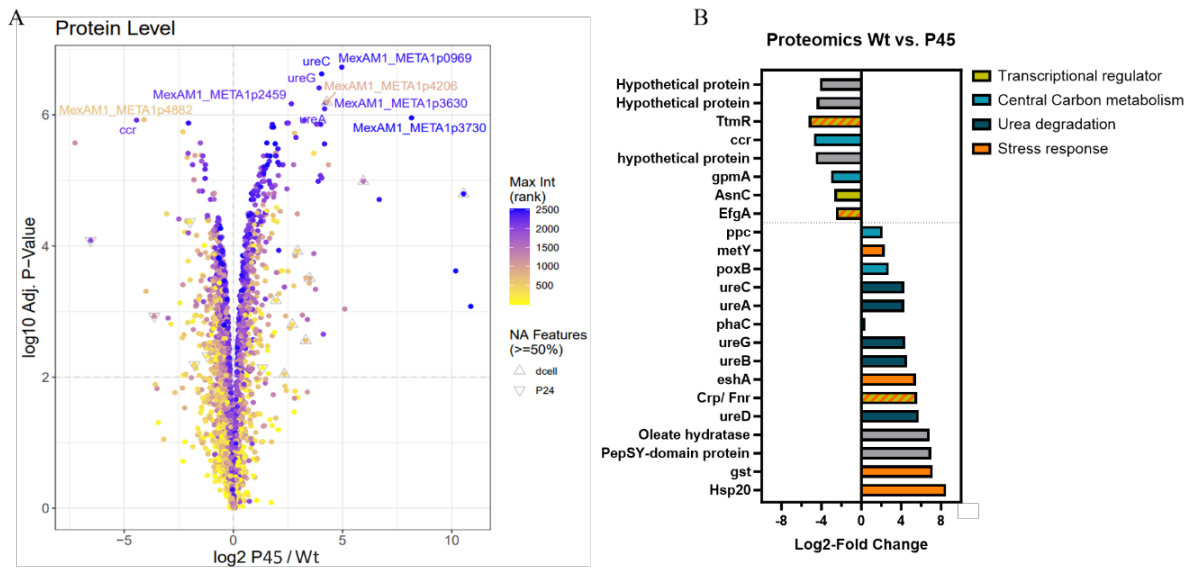 A
Protein Level
ureC
MexAM1_META1p0969
ureG
MexAM1_META1p4206
MexAM1_META1p2459
MexAM1_META1p3630
MexAM1_META1p4882
ureA
ccr
MexAM1_META1p3730
log10 Adj. P-Value
6
4
2
0
−5
0
5
10
log2 P45 / Wt
Max Int
(rank)
2500
2000
1500
1000
500
NA Features
(>=50%)
dcell
P24
B
Proteomics Wt vs. P45
Hypothetical protein
Hypothetical protein
TtmR
ccr
hypothetical protein
gpmA
AsnC
EfgA
ppc
metY
poxB
ureC
ureA
phaC
ureG
ureB
eshA
Crp/ Fnr
ureD
Oleate hydratase
PepSY-domain protein
gst
Hsp20
-8
-4
0
4
8
Log2-Fold Change
Transcriptional regulator
Central Carbon metabolism
Urea degradation
Stress response